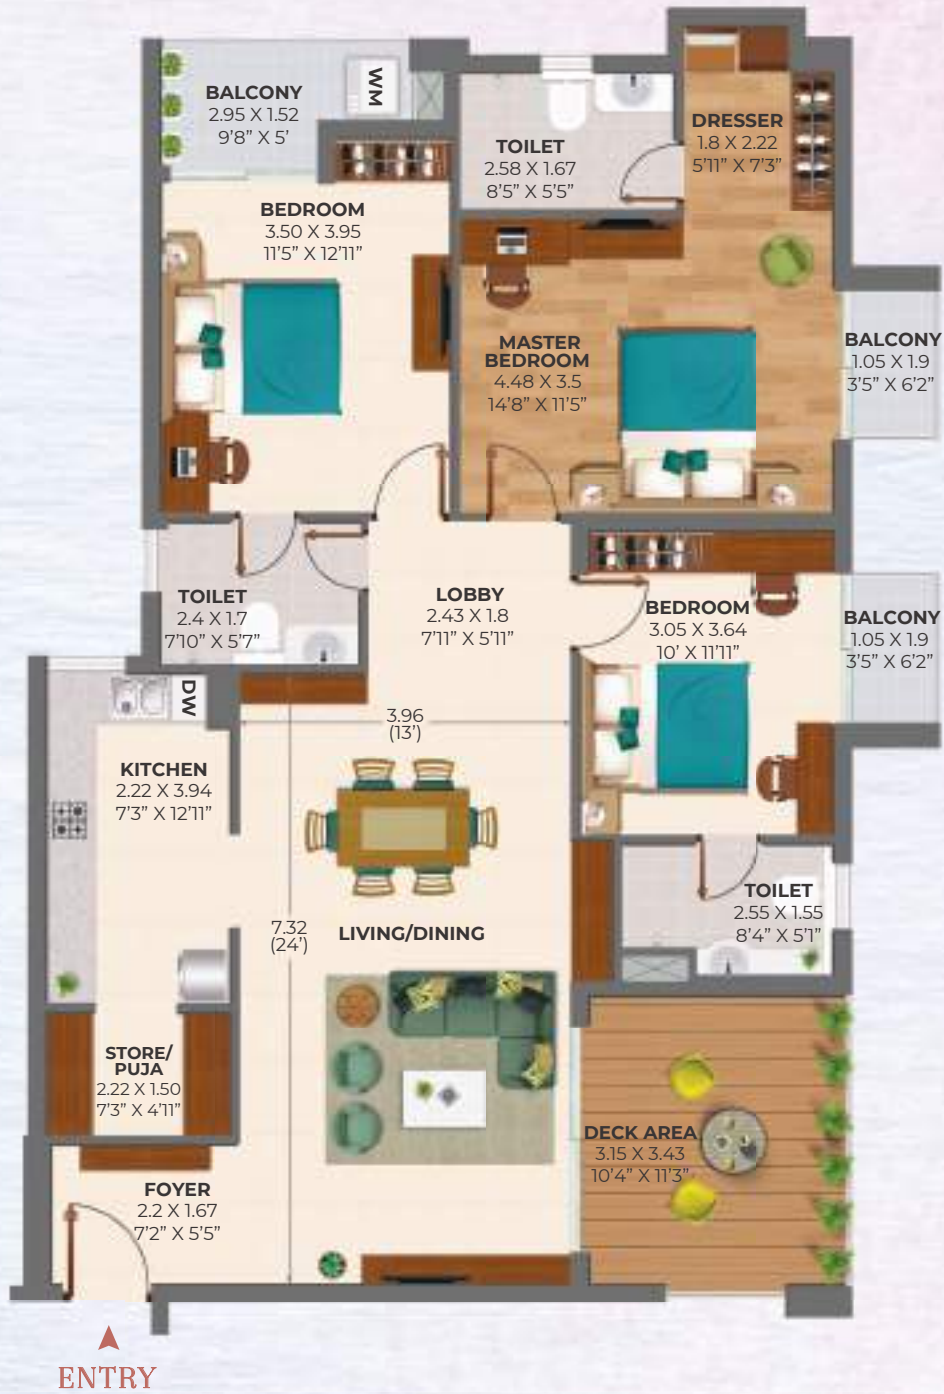 BALCONY
2.95 X 1.52
9'8” X 5'
WM
TOILET
2.58 X 1.67
8'5” X 5'5”
DRESSER
1.8 X 2.22
5'11” X 7'3”
BEDROOM
3.50 X 3.95
11'5” X 12'11”
MASTER
BEDROOM
4.48 X 3.5
14'8” X 11'5”
BALCONY
1.05 X 1.9
3'5” X 6'2”
TOILET
2.4 X 1.7
7'10” X 5'7”
LOBBY
2.43 X 1.8
7'11” X 5'11”
BEDROOM
3.05 X 3.64
10' X 11'11”
BALCONY
1.05 X 1.9
3'5” X 6'2”
DW
3.96
(13')
KITCHEN
2.22 X 3.94
7'3” X 12'11”
TOILET
2.55 X 1.55
8'4” X 5'1”
7.32
(24')
LIVING/DINING
STORE/
PUJA
2.22 X 1.50
7'3” X 4'11”
DECK AREA
3.15 X 3.43
10'4” X 11'3”
FOYER
2.2 X 1.67
7'2” X 5'5”
ENTRY